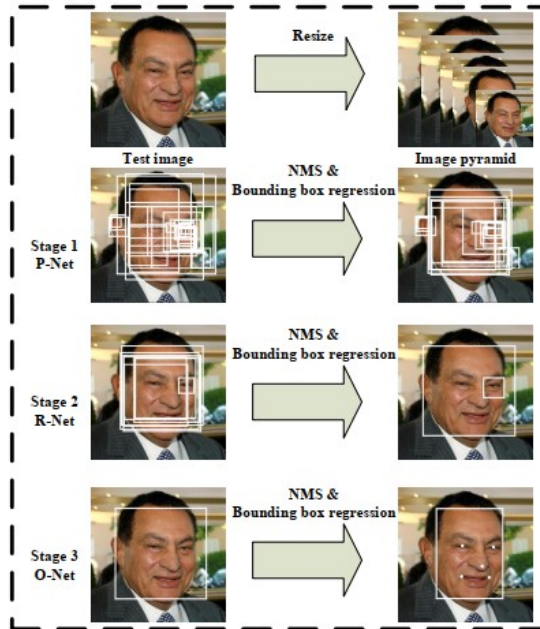 Resize
Test image
Image pyramid
NMS &
Bounding box regression
Stage 1
P-Net
NMS &
Bounding box regression
Stage 2
R-Net
NMS &
Bounding box regression
Stage 3
O-Net